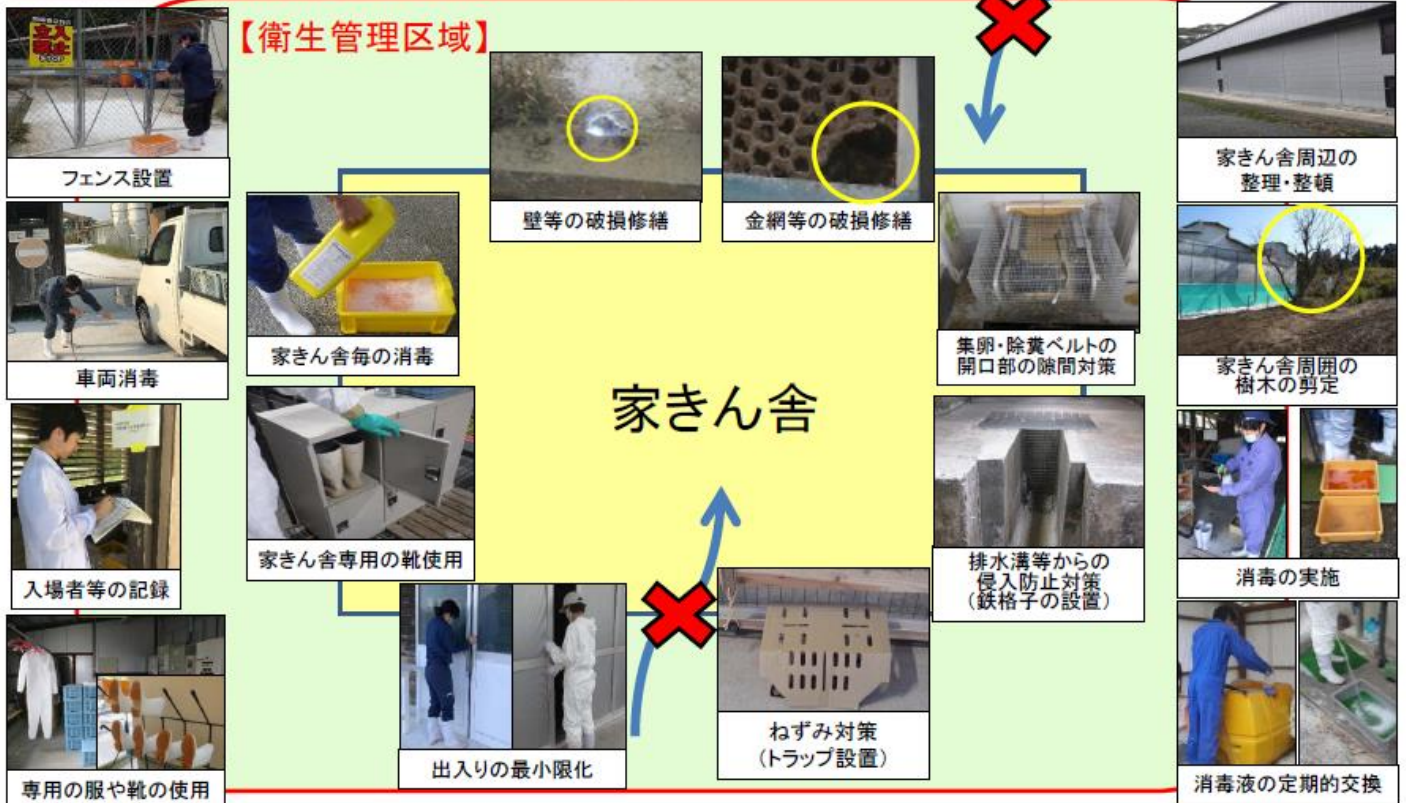 【衛生管理区域】
立入
禁止
フェンス設置
車両消毒
入場者等の記録
専用の服や靴の使用
壁等の破損修繕
金網等の破損修繕
家きん舎毎の消毒
家きん舎専用の靴使用
家きん舎
集卵・除糞ベルトの
開口部の隙間対策
排水溝等からの
侵入防止対策
(鉄格子の設置)
出入りの最小限化
ねずみ対策
(トラップ設置)
家きん舎周辺の
整理・整頓
家きん舎周囲の
樹木の剪定
消毒の実施
消毒液の定期的交換